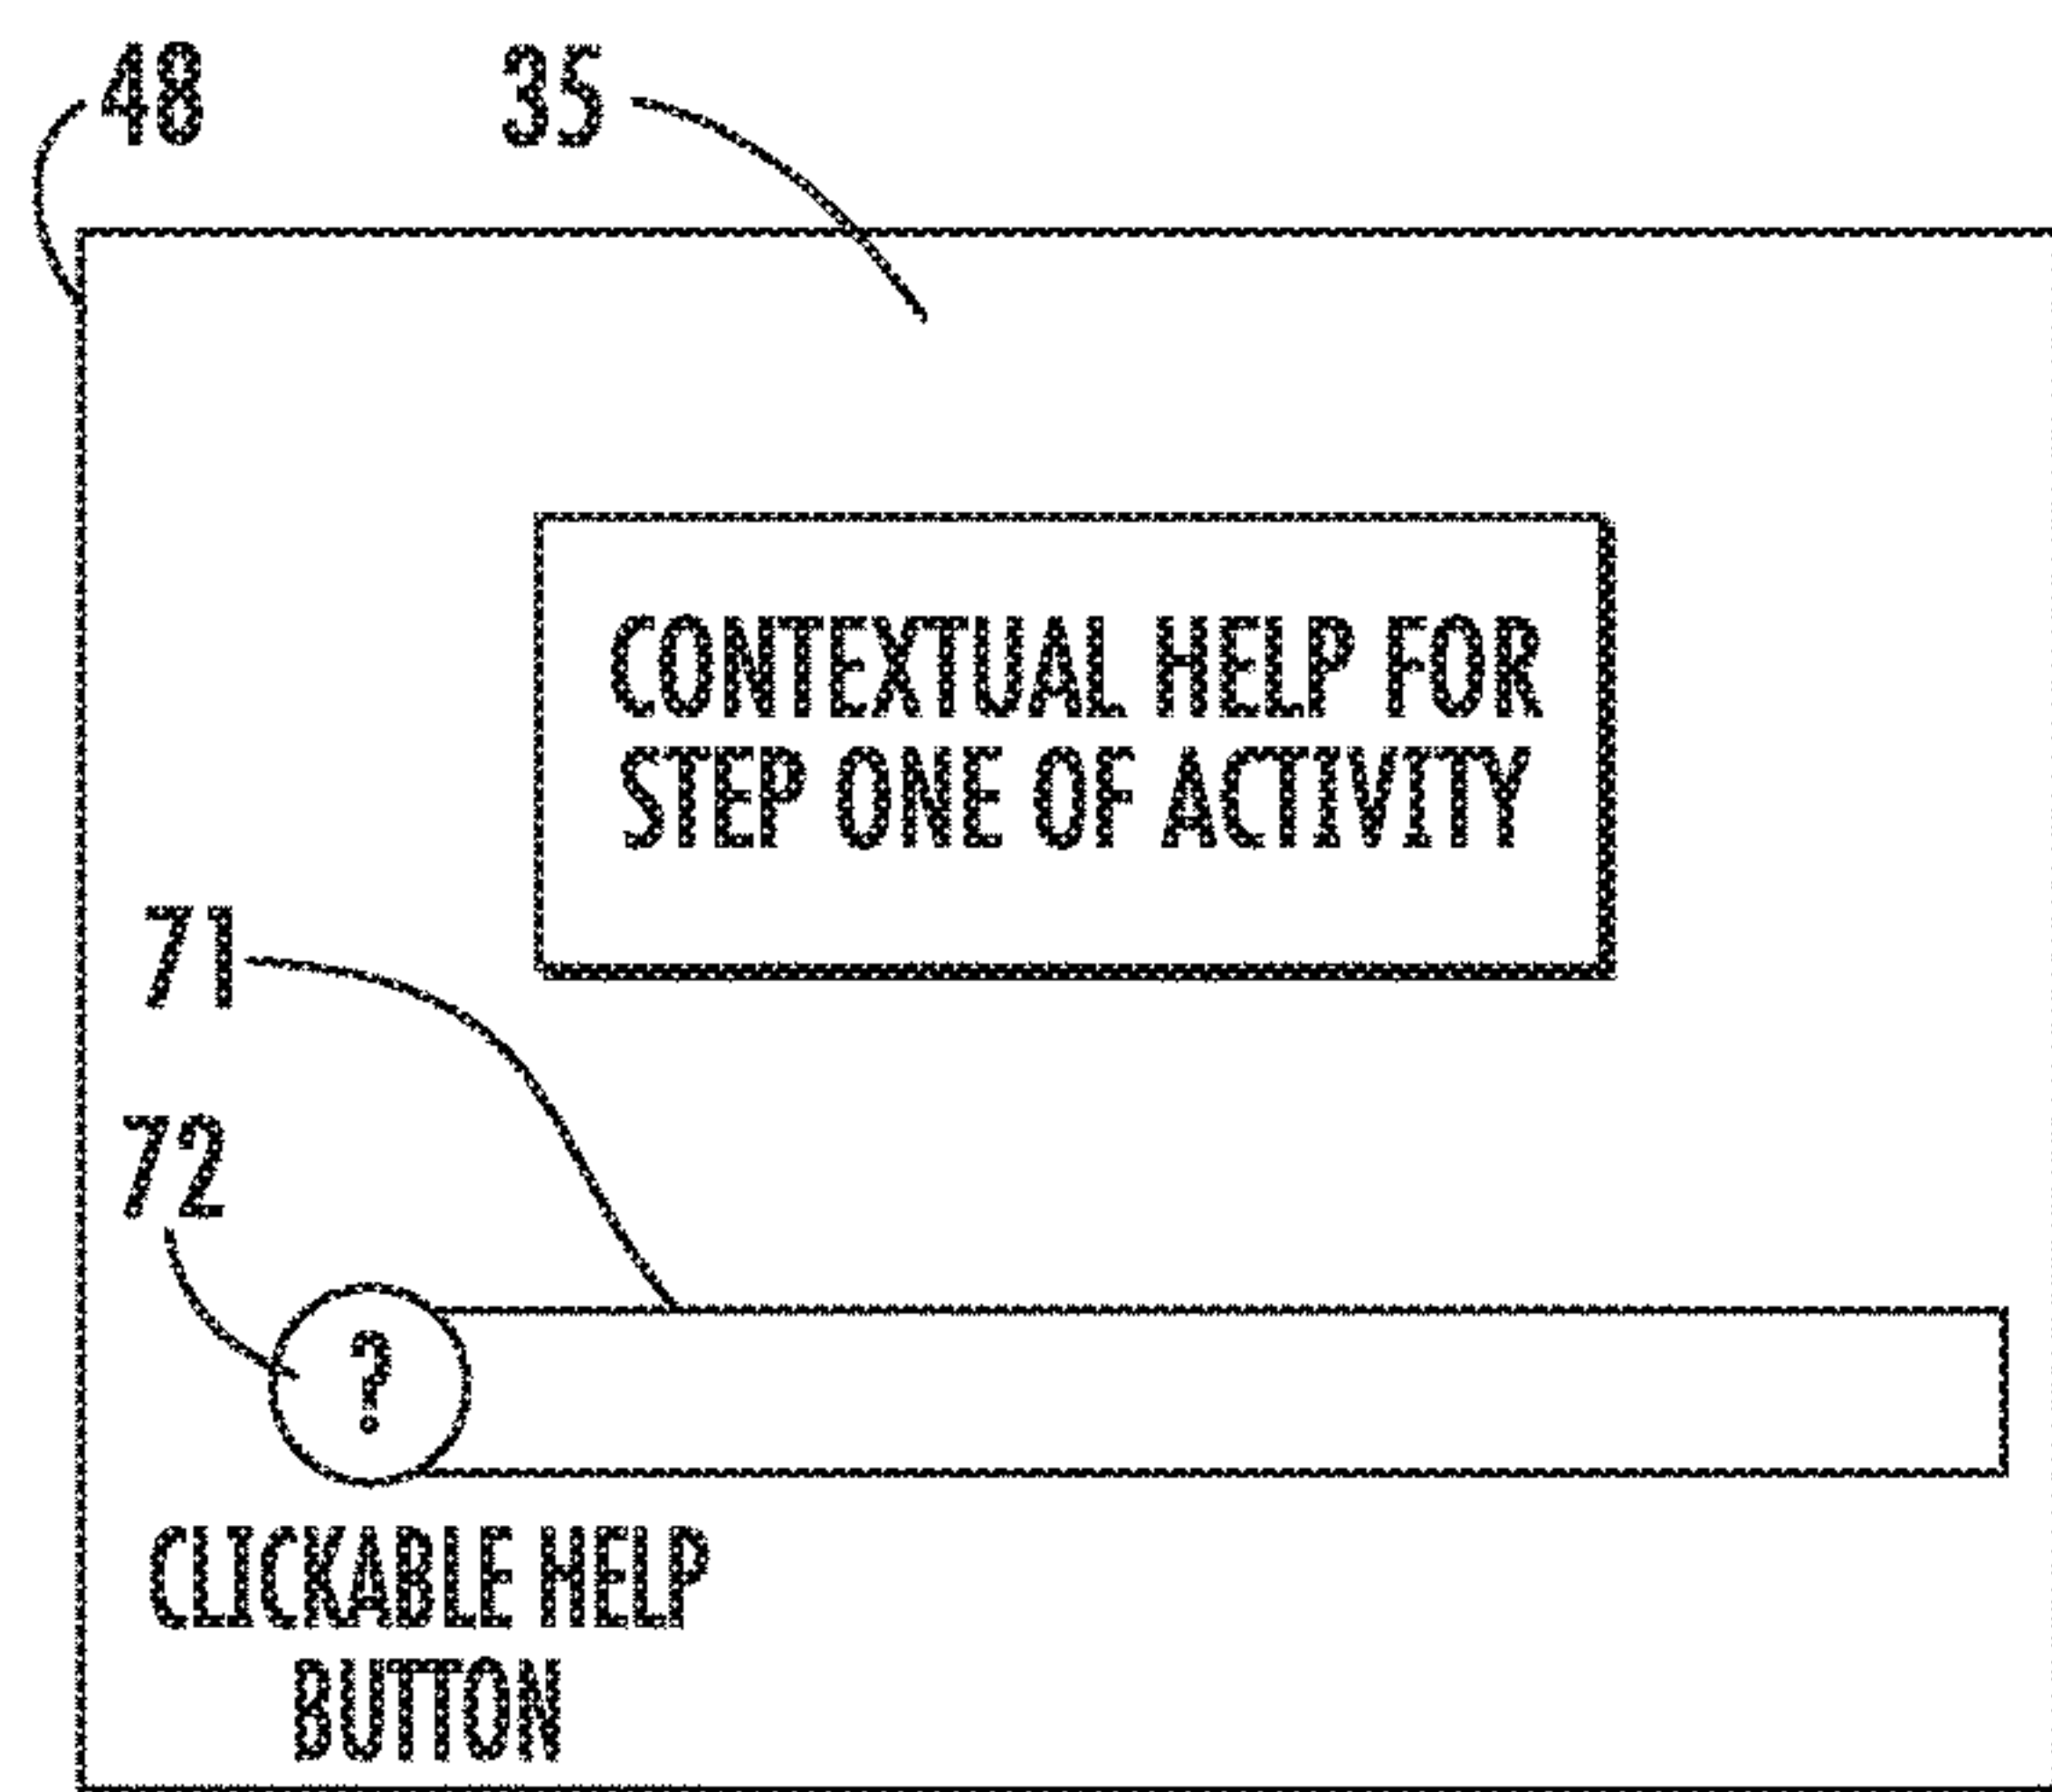 48 35
CONTEXTUAL HELP FOR
STEP ONE OF ACTIVITY
71
72
?
CLICKABLE HELP
BUTTON